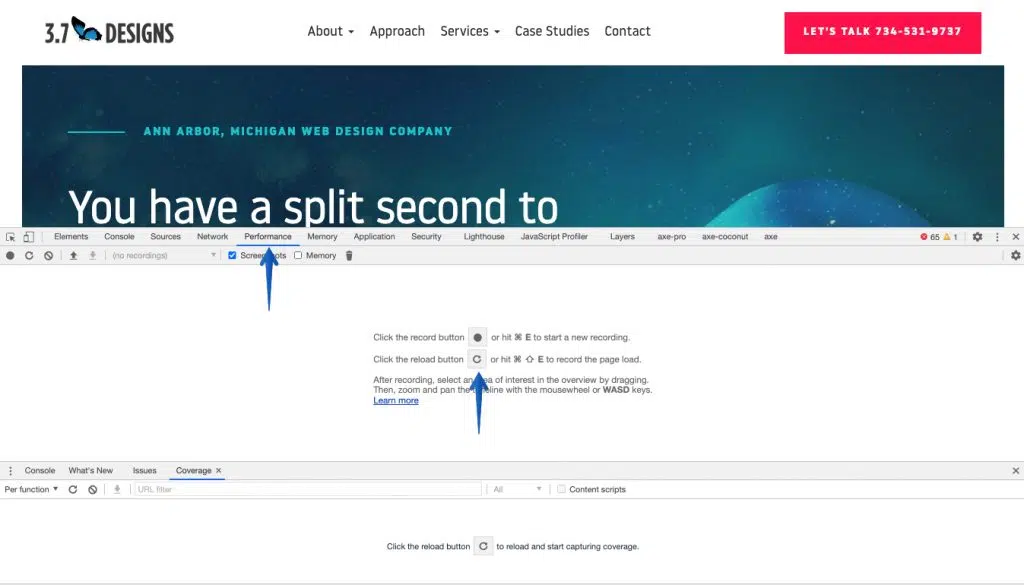 3.7 DESIGNS
About Approach Services Case Studies Contact
LET'S TALK 734-531-9737
ANN ARBOR, MICHIGAN WEB DESIGN COMPANY
You have a split second to
Elements Console Sources Network Performance Memory Application Security Lighthouse JavaScript Profiler Layers axe-pro axe-coconut axe 65 1
(no recordings) Screenshots Memory
Click the record button or hit ⌘ E to start a new recording.
Click the reload button or hit ⌘ ⇧ E to record the page load.
After recording, select an area of interest in the overview by dragging.
Then, zoom and pan the timeline with the mousewheel or WASD keys.
Learn more
Console What's New Issues Coverage
Per function URL filter All Content scripts
Click the reload button to reload and start capturing coverage.